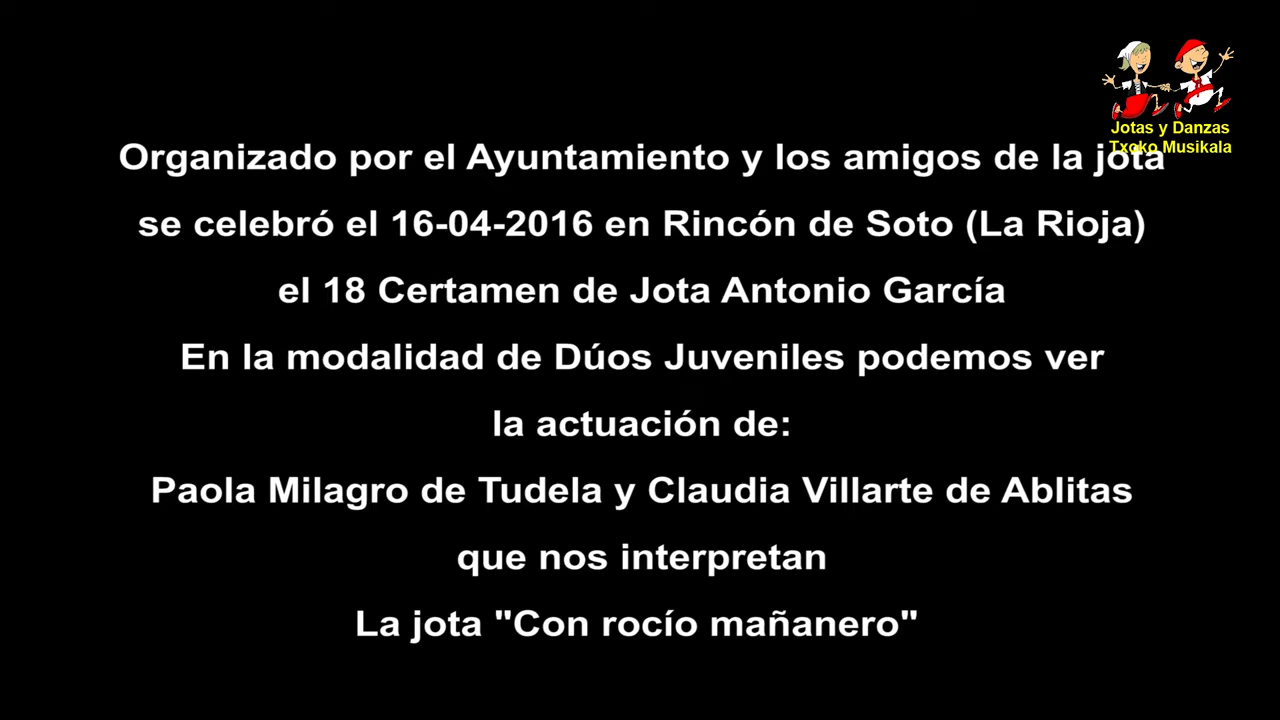 Jotas y Danzas
Txoko Musikala
Organizado por el Ayuntamiento y los amigos de la jota
se celebró el 16-04-2016 en Rincón de Soto (La Rioja)
el 18 Certamen de Jota Antonio García
En la modalidad de Dúos Juveniles podemos ver
la actuación de:
Paola Milagro de Tudela y Claudia Villarte de Ablitas
que nos interpretan
La jota "Con rocío mañanero"